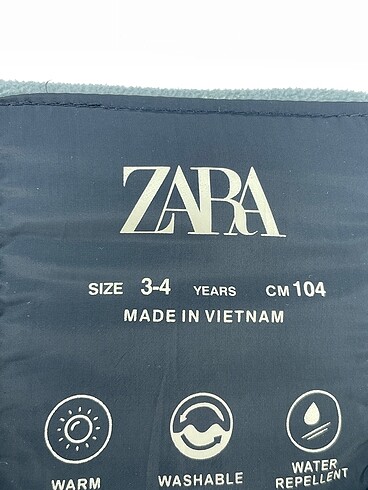 ZARA
SIZE 3-4 YEARS CM 104
MADE IN VIETNAM
WARM WASHABLE WATER REPELLENT